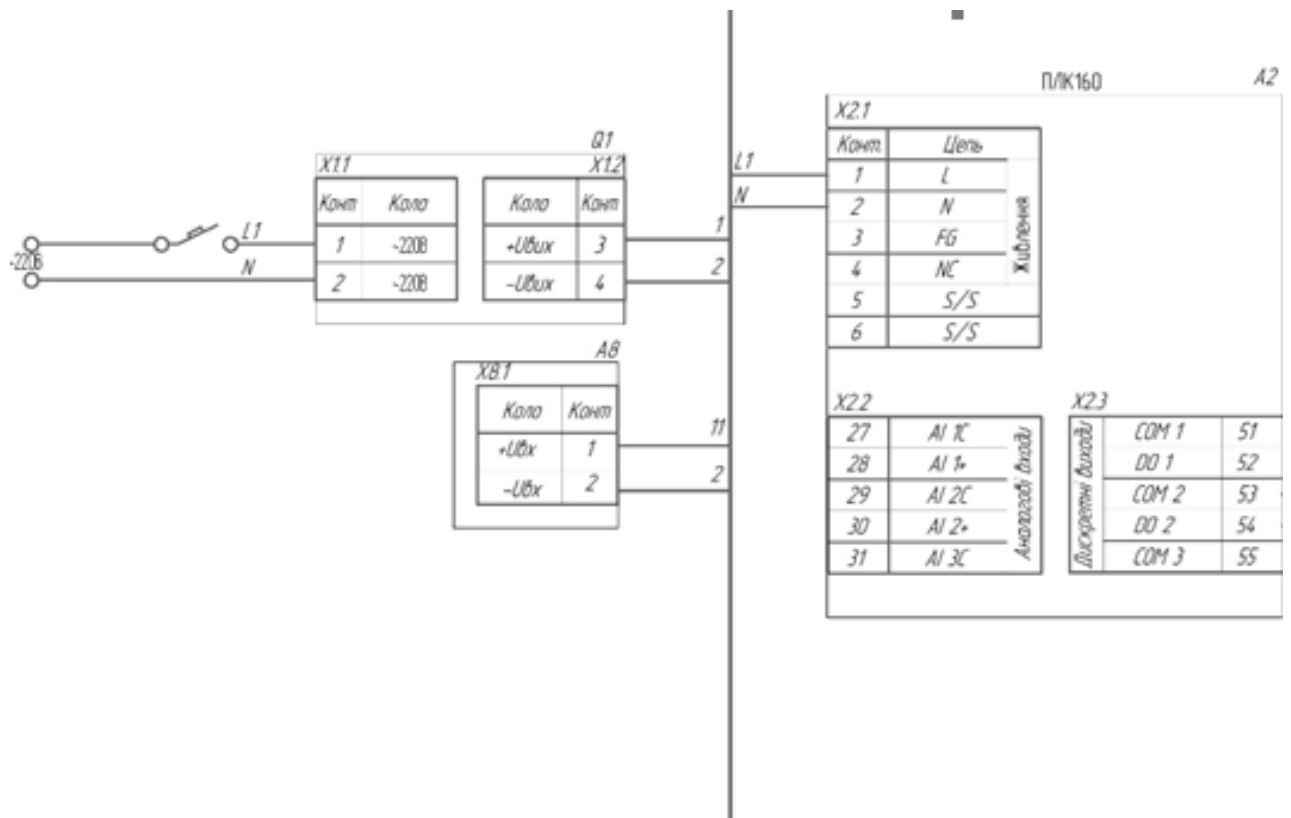 ПЛК160 A2
X2.1
Конт. Цепь
1 L
2 N
3 FG
4 NC
5 S/S
6 S/S
Живлення
L1
N
Q1
X1.1 X1.2
Конт Коло
1 ~220В
2 ~220В
Коло Конт
+Uвих 3
-Uвих 4
L1
N
~220В
1
2
A8
X8.1
Коло Конт
+Uвх 1
-Uвх 2
11
2
X2.2
27 AI 1C
28 AI 1+
29 AI 2C
30 AI 2+
31 AI 3C
Аналогові входи
X2.3
Дискретні виходи
COM 1 51
DO 1 52
COM 2 53
DO 2 54
COM 3 55